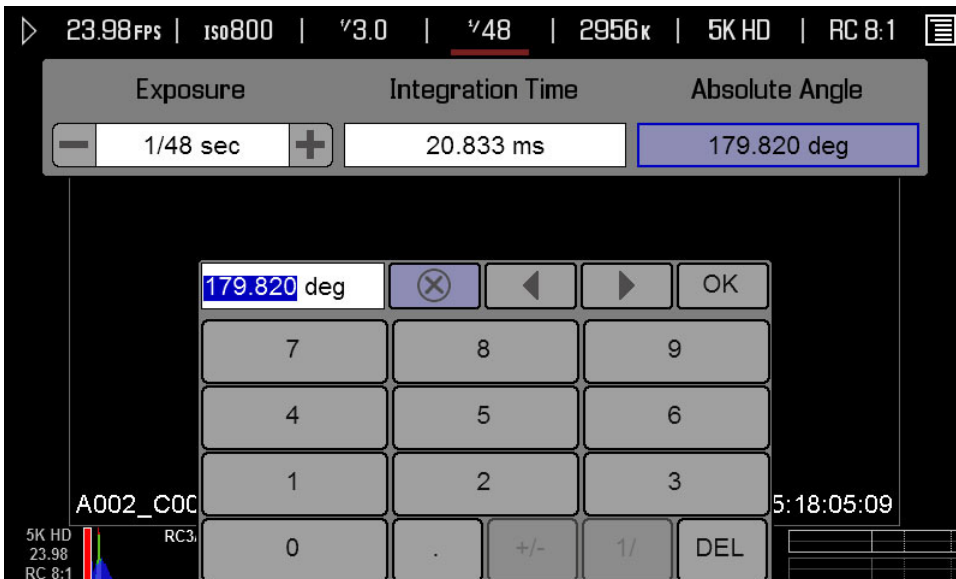 23.98FPS | ISO800 | f/3.0 | 1/48 | 2956K | 5K HD | RC 8:1
Exposure Integration Time Absolute Angle
1/48 sec 20.833 ms 179.820 deg
179.820 deg OK
7 8 9
4 5 6
1 2 3
A002_C00 5:18:05:09
5K HD RC3/
23.98
RC 8:1
0 . +/- 1/ DEL